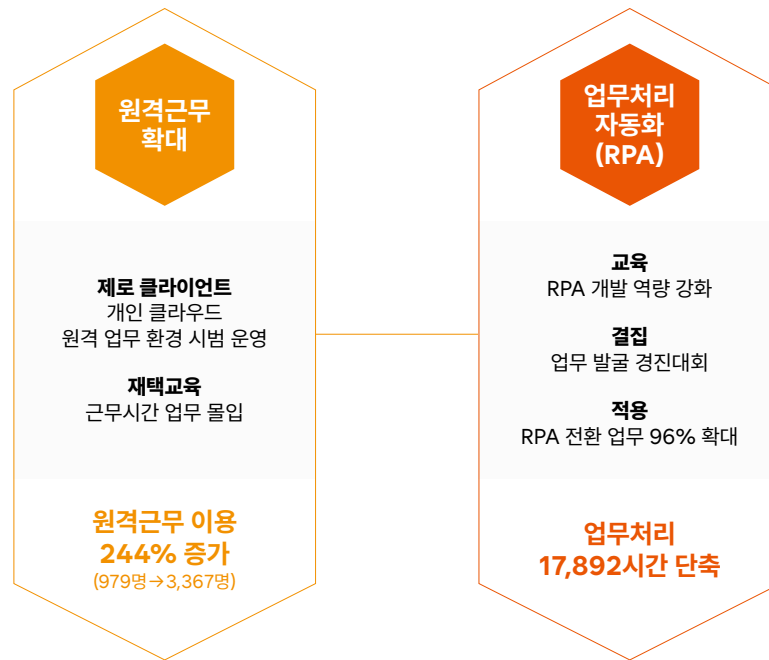 원격근무
확대
제로 클라이언트
개인 클라우드
원격 업무 환경 시범 운영
재택교육
근무시간 업무 몰입
원격근무 이용
244% 증가
(979명→3,367명)
업무처리
자동화
(RPA)
교육
RPA 개발 역량 강화
결집
업무 발굴 경진대회
적용
RPA 전환 업무 96% 확대
업무처리
17,892시간 단축